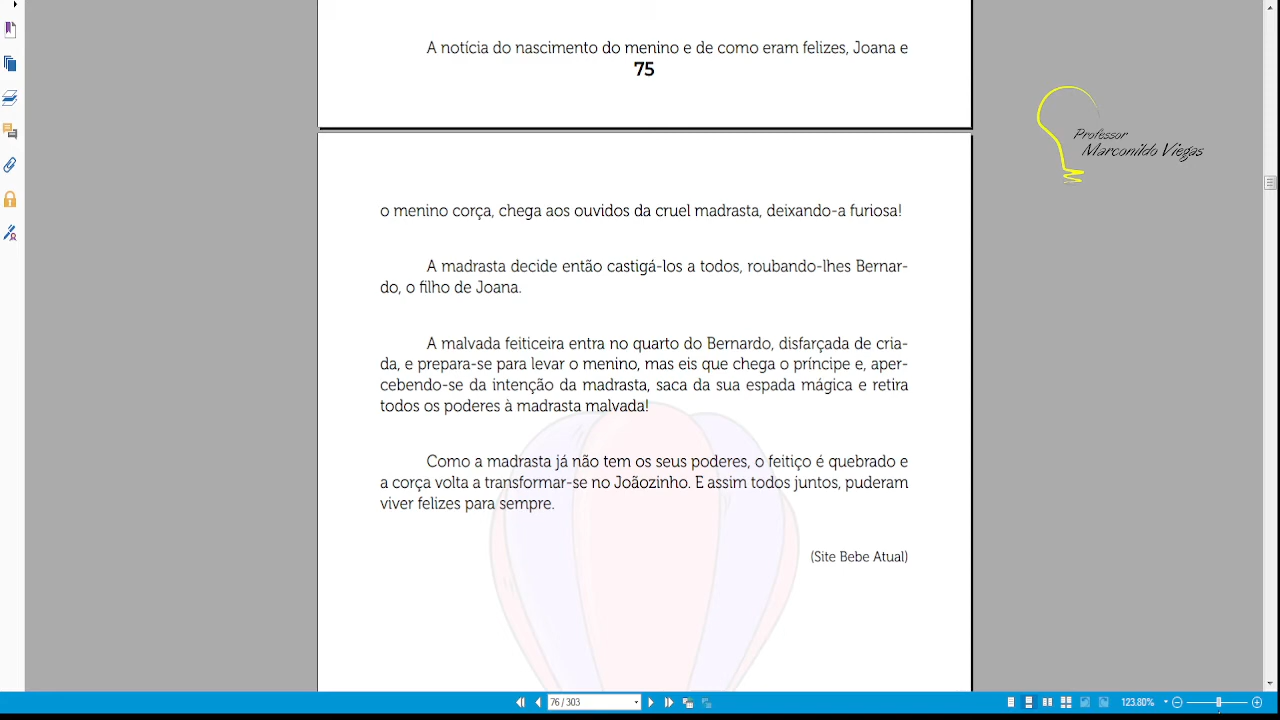 A notícia do nascimento do menino e de como eram felizes, Joana e
75
Professor
Marconildo Viegas
o menino corça, chega aos ouvidos da cruel madrasta, deixando-a furiosa!
A madrasta decide então castigá-los a todos, roubando-lhes Bernar-
do, o filho de Joana.
A malvada feiticeira entra no quarto do Bernardo, disfarçada de cria-
da, e prepara-se para levar o menino, mas eis que chega o príncipe e, aper-
cebendo-se da intenção da madrasta, saca da sua espada mágica e retira
todos os poderes à madrasta malvada!
Como a madrasta já não tem os seus poderes, o feitiço é quebrado e
a corça volta a transformar-se no Joãozinho. E assim todos juntos, puderam
viver felizes para sempre.
(Site Bebe Atual)
76 / 303
123.80%